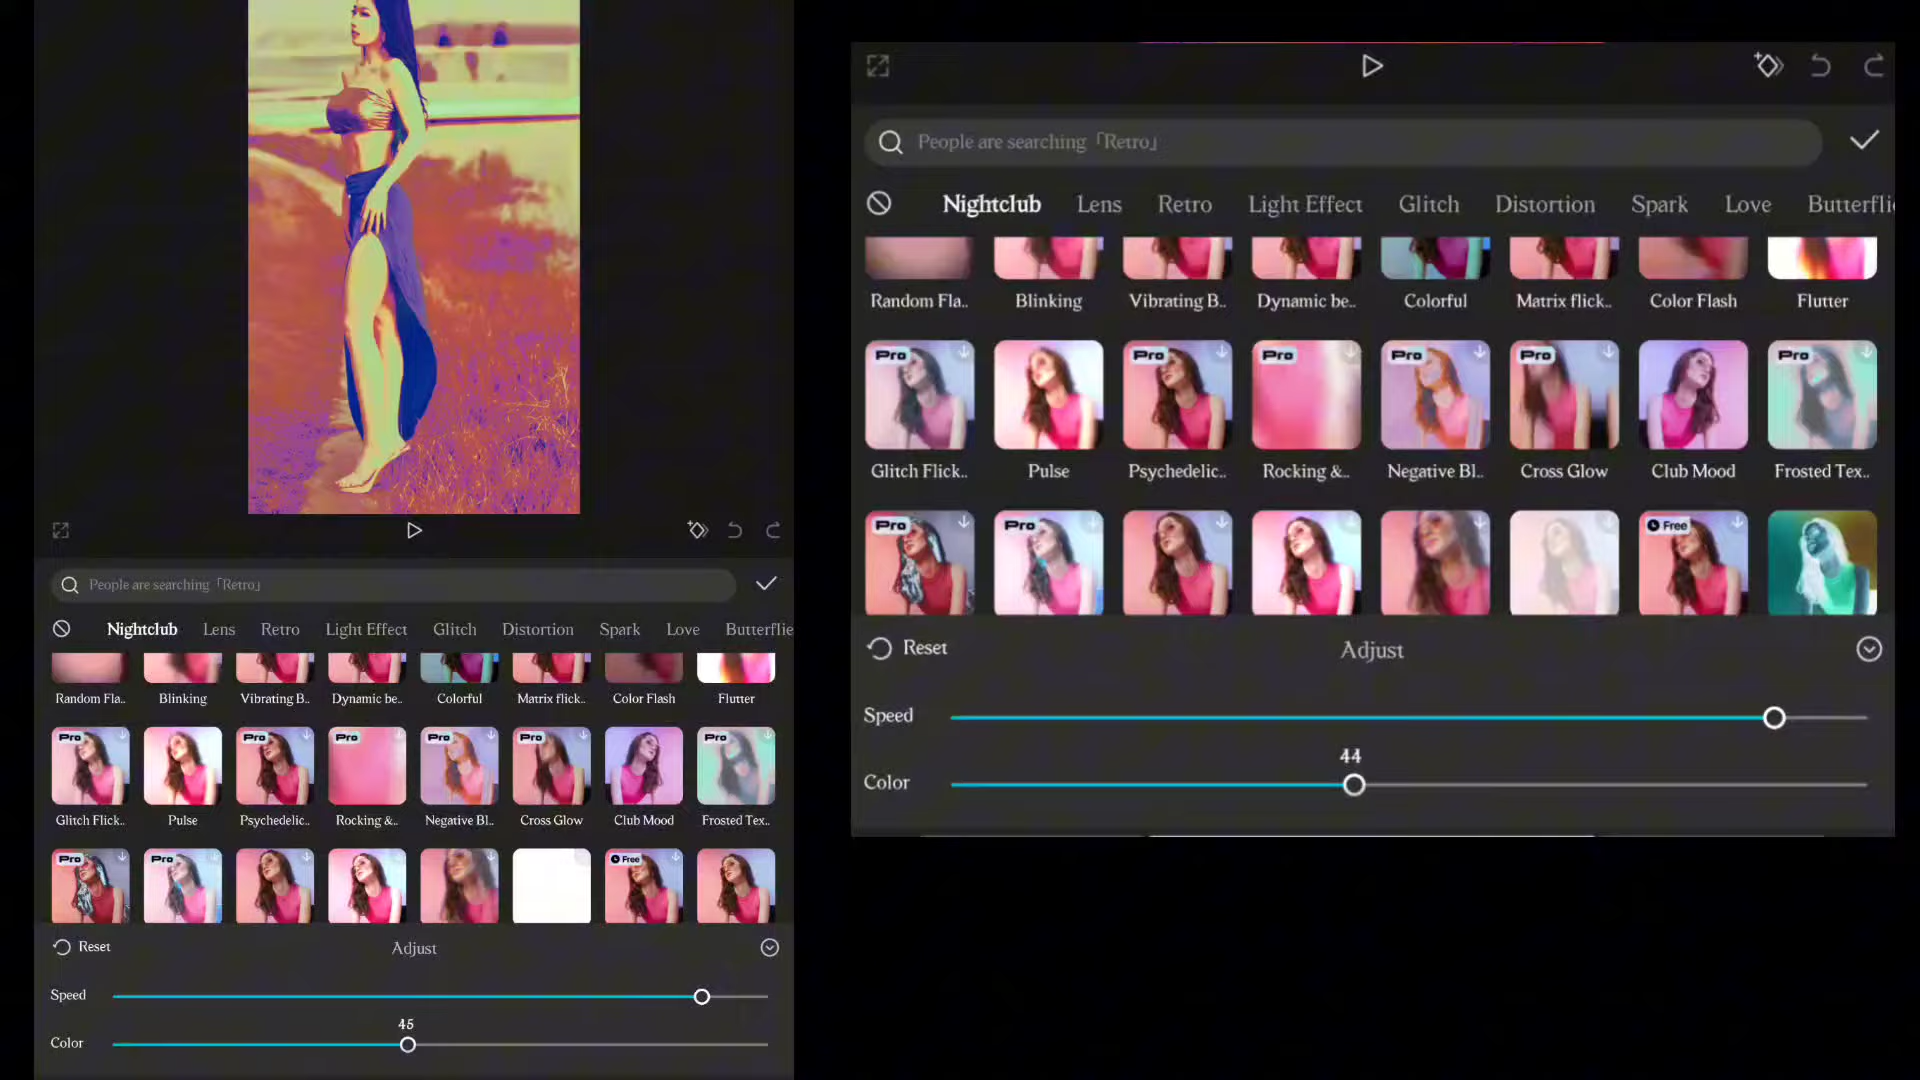 People are searching「Retro」
Nightclub Lens Retro Light Effect Glitch Distortion Spark Love Butterflie
Random Fla.. Blinking Vibrating B.. Dynamic be.. Colorful Matrix flick.. Color Flash Flutter
Pro Pro Pro Pro Pro Pro
Glitch Flick.. Pulse Psychedelic.. Rocking &.. Negative Bl.. Cross Glow Club Mood Frosted Tex..
Pro Pro Free
Reset Adjust
Speed
45
Color
People are searching「Retro」
Nightclub Lens Retro Light Effect Glitch Distortion Spark Love Butterfli
Random Fla.. Blinking Vibrating B.. Dynamic be.. Colorful Matrix flick.. Color Flash Flutter
Pro Pro Pro Pro Pro Pro
Glitch Flick.. Pulse Psychedelic.. Rocking &.. Negative Bl.. Cross Glow Club Mood Frosted Tex..
Pro Pro Free
Reset Adjust
Speed
44
Color